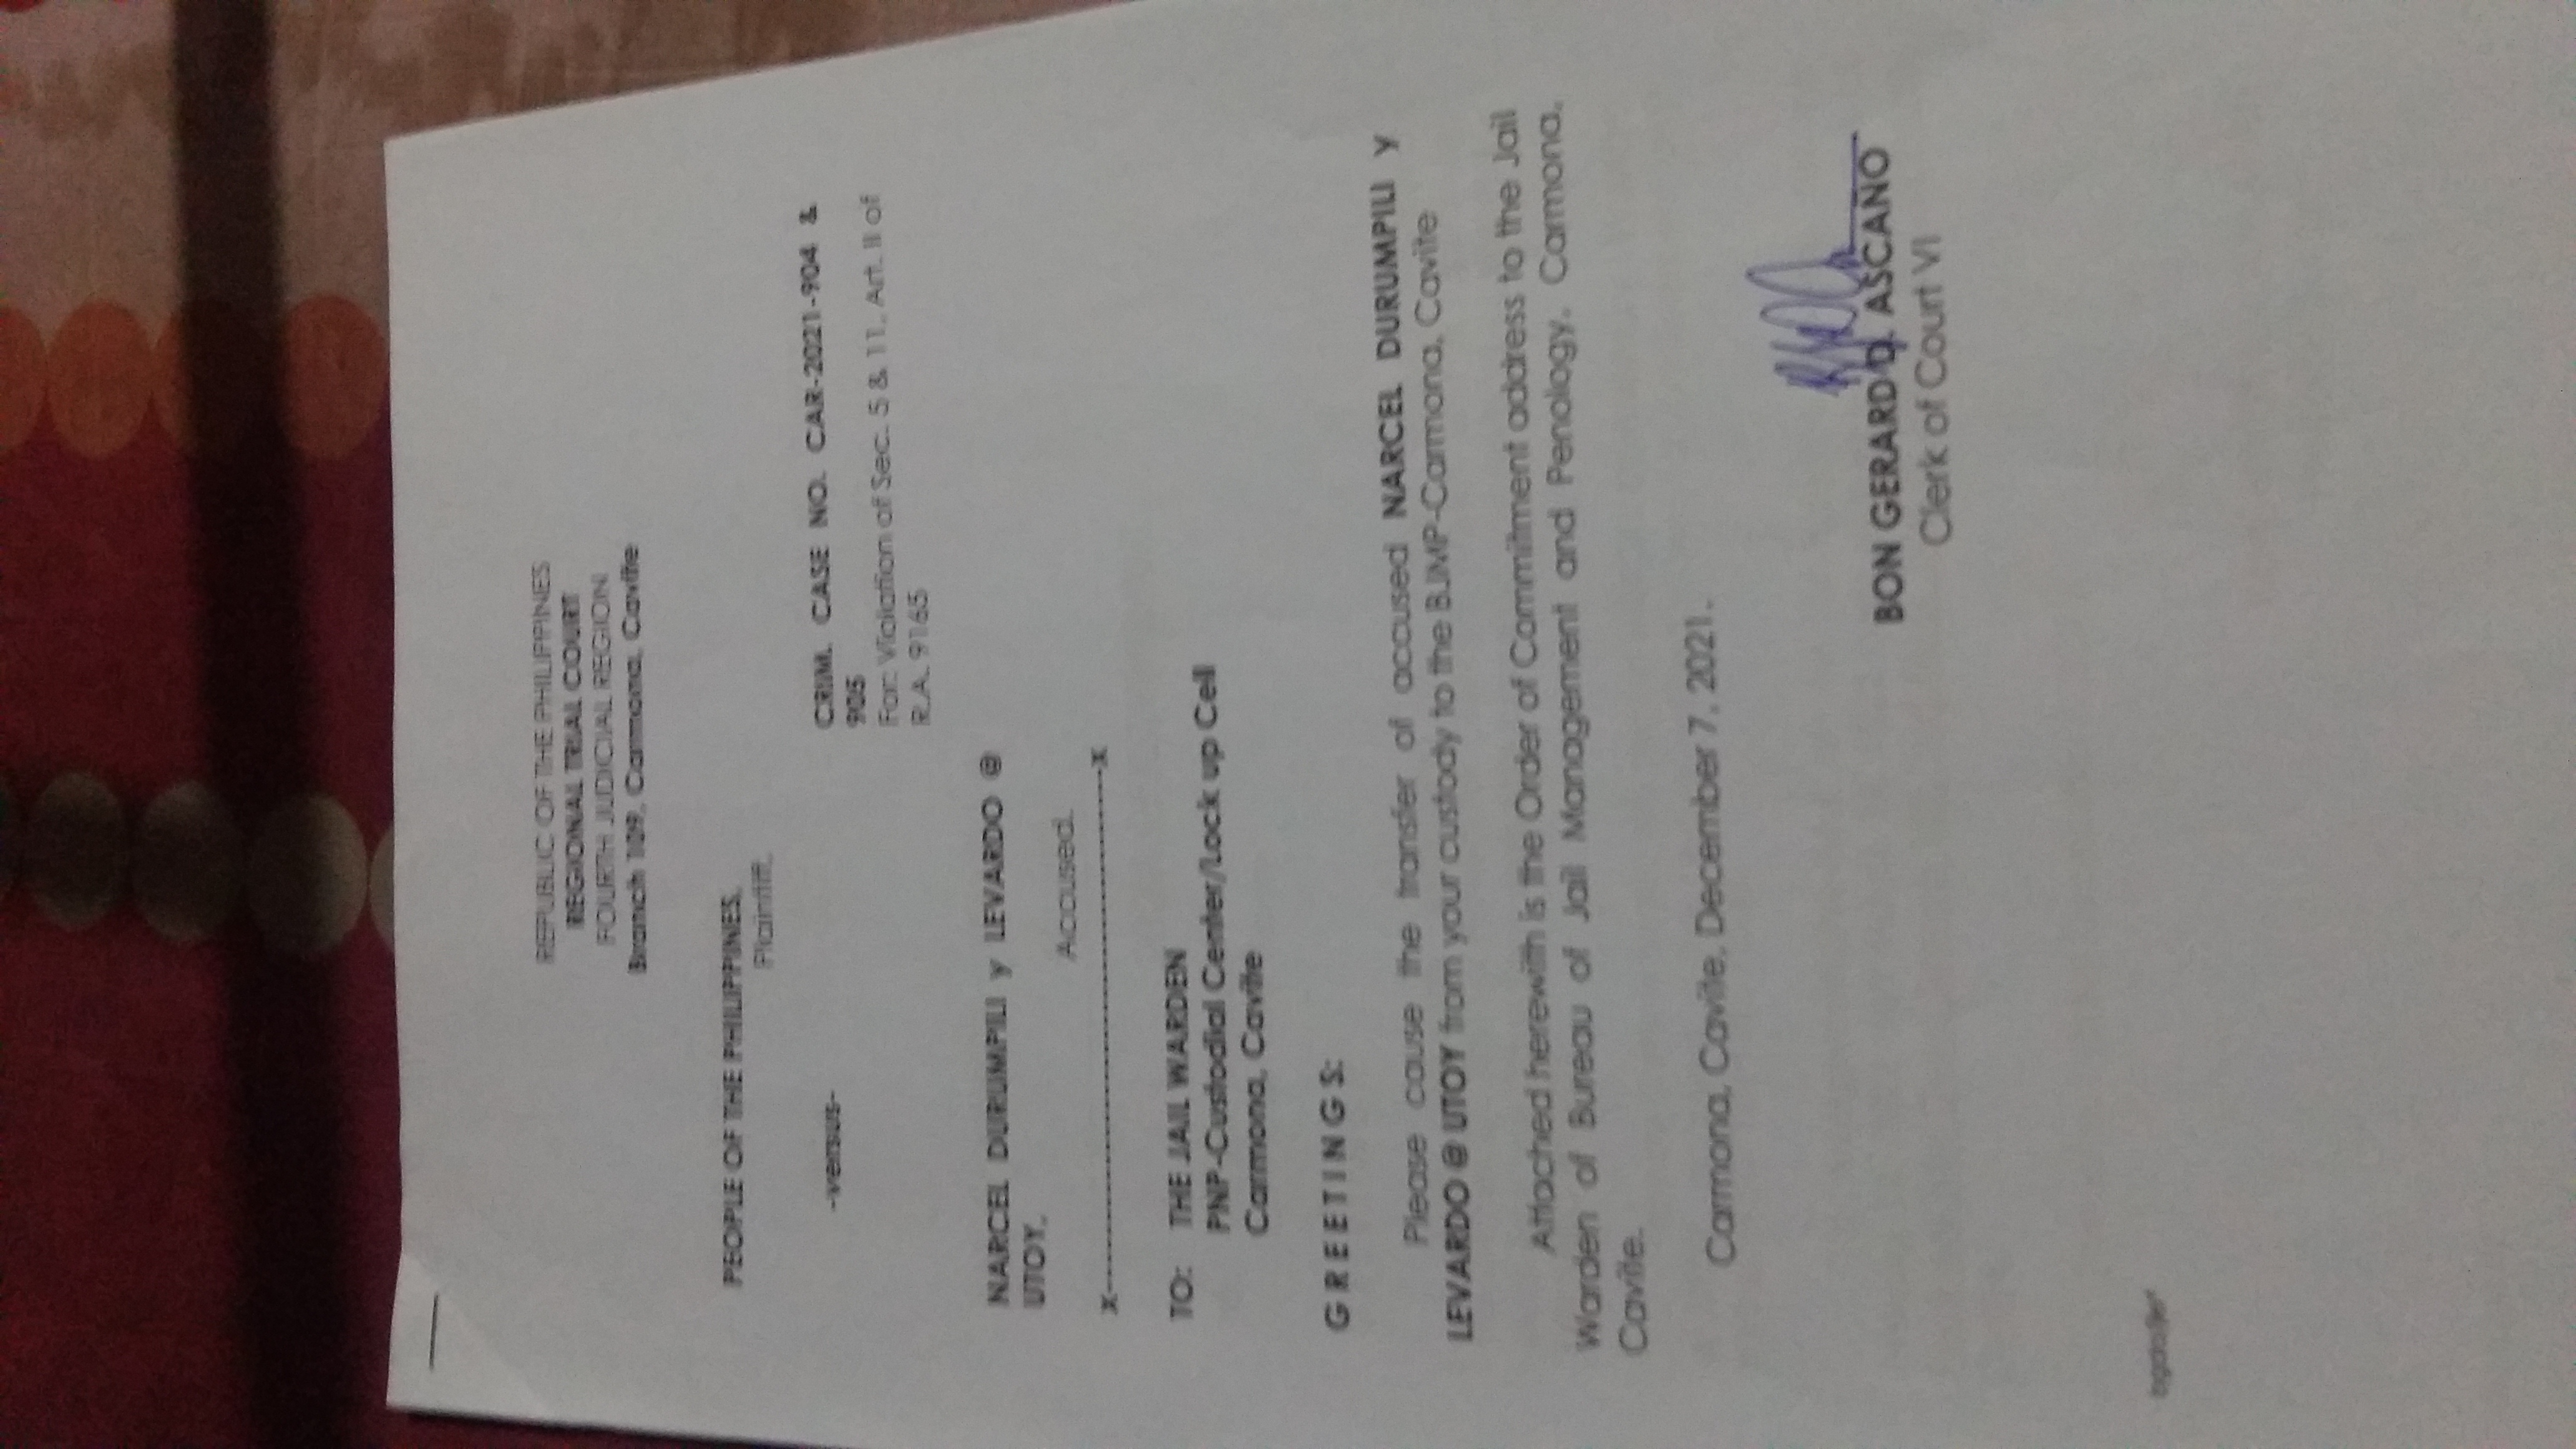 REPUBLIC OF THE PHILIPPINES
REGIONAL TRIAL COURT
FOURTH JUDICIAL REGION
Branch 109, Carmona, Cavite
PEOPLE OF THE PHILIPPINES,
Plaintiff,
-versus-
CRIM. CASE NO. CAR-2021-904 &
905
For: Violation of Sec. 5 & 11, Art. II of
R.A. 9165
NARCEL DURUMPILI y LEVARDO @
UTOY,
Accused.
x-------------------------------------x
TO: THE JAIL WARDEN
PNP-Custodial Center/Lock up Cell
Carmona, Cavite
G R E E T I N G S:
Please cause the transfer of accused NARCEL DURUMPILI y
LEVARDO @ UTOY from your custody to the BJMP-Carmona, Cavite
Attached herewith is the Order of Commitment address to the Jail
Warden of Bureau of Jail Management and Penology, Carmona,
Cavite.
Carmona, Cavite, December 7, 2021.
BON GERARD D. ASCANO
Clerk of Court VI